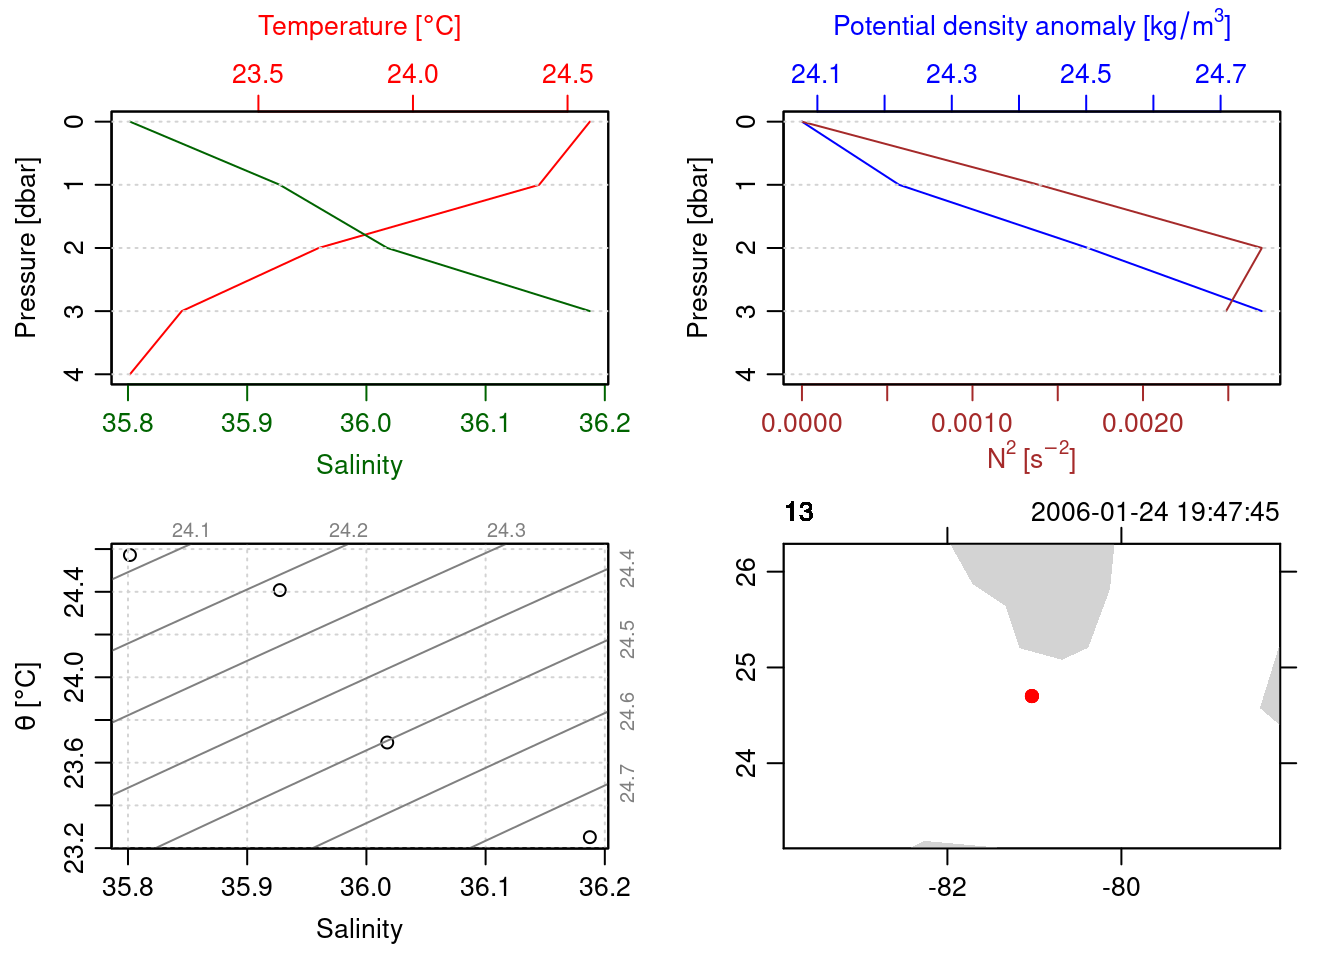 Temperature [°C]
23.5 24.0 24.5
Pressure [dbar]
0
1
2
3
4
35.8 35.9 36.0 36.1 36.2
Salinity
Potential density anomaly [kg/m³]
24.1 24.3 24.5 24.7
Pressure [dbar]
0
1
2
3
4
0.0000 0.0010 0.0020
N² [s⁻²]
24.1 24.2 24.3
24.4
24.5
24.6
24.7
θ [°C]
24.4
24.0
23.6
23.2
35.8 35.9 36.0 36.1 36.2
Salinity
13 2006-01-24 19:47:45
26
25
24
-82 -80